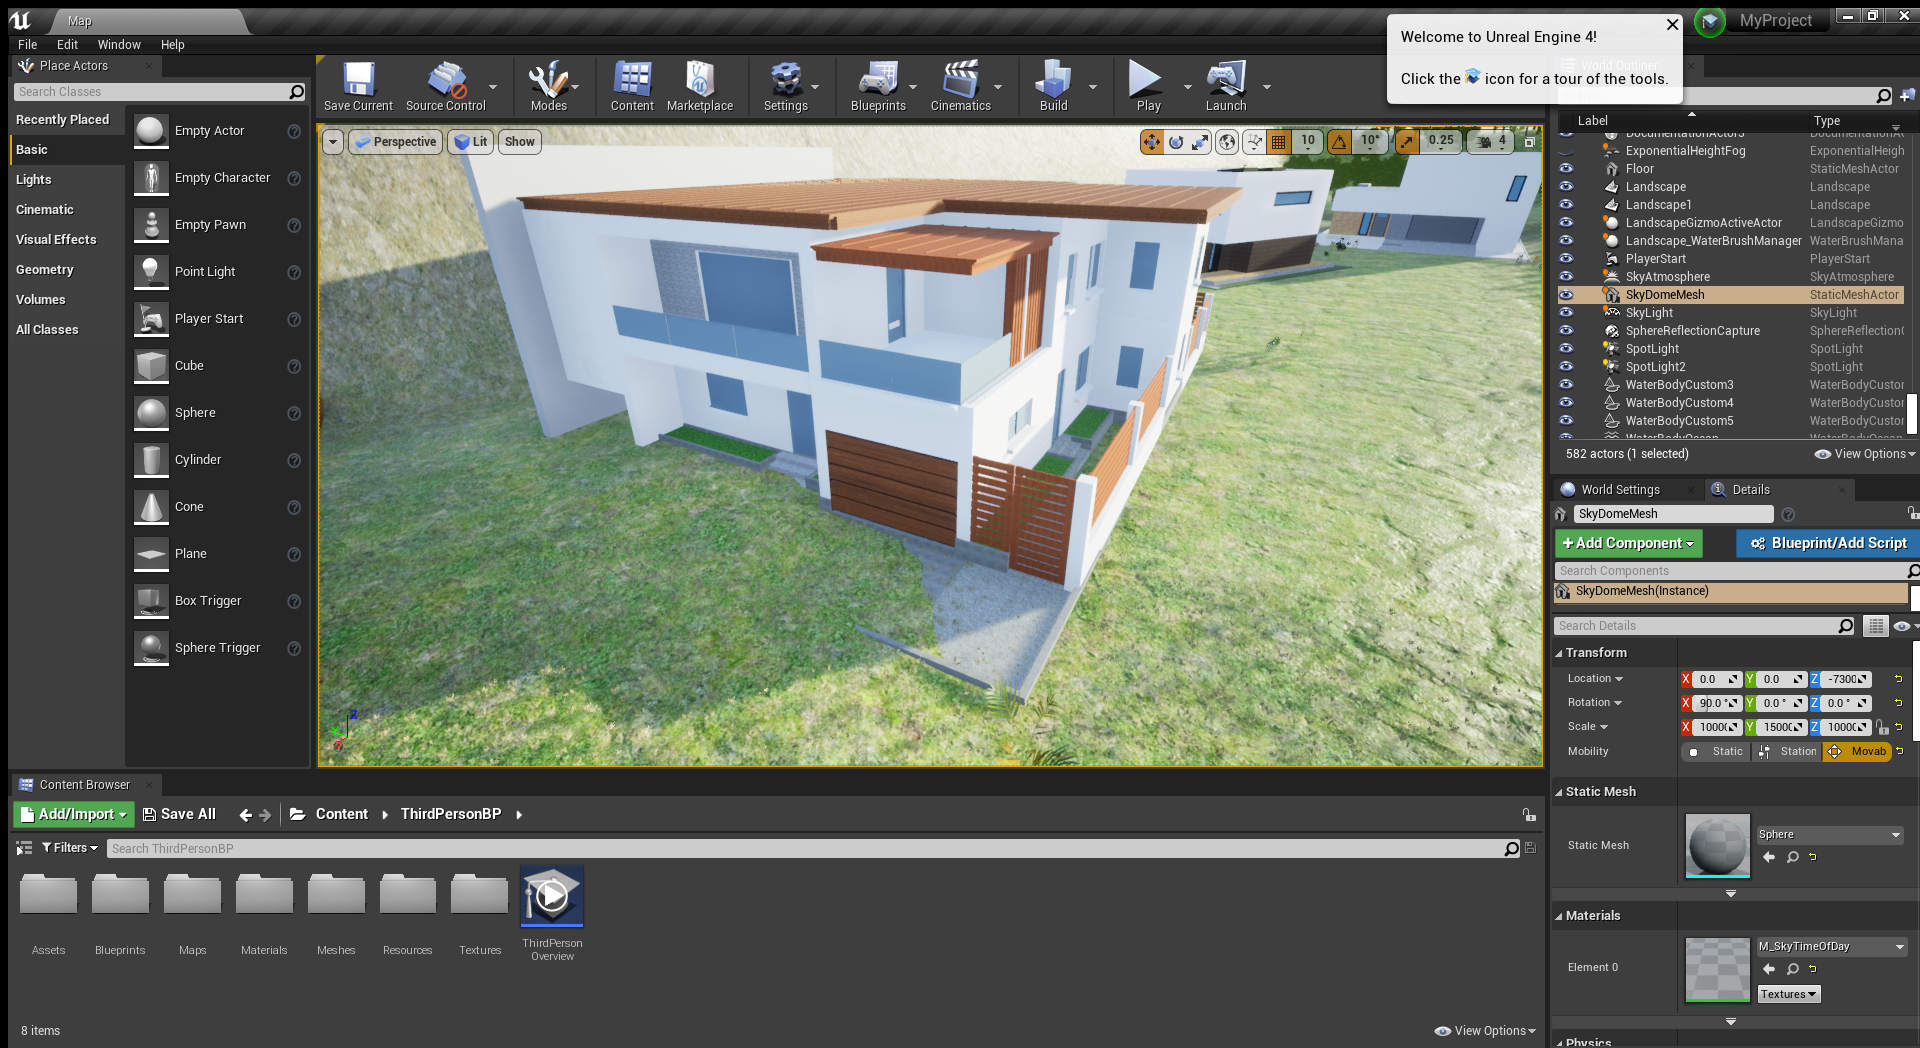 Map
MyProject
File Edit Window Help
Welcome to Unreal Engine 4!
Click the icon for a tour of the tools.
Place Actors
Search Classes
Recently Placed
Basic
Lights
Cinematic
Visual Effects
Geometry
Volumes
All Classes
Empty Actor
Empty Character
Empty Pawn
Point Light
Player Start
Cube
Sphere
Cylinder
Cone
Plane
Box Trigger
Sphere Trigger
Save Current
Source Control
Modes
Content
Marketplace
Settings
Blueprints
Cinematics
Build
Play
Launch
Perspective Lit Show
10 10° 0.25 4
Z
Label Type
ExponentialHeightFog ExponentialHeigh
Floor StaticMeshActor
Landscape Landscape
Landscape1 Landscape
LandscapeGizmoActiveActor LandscapeGizmo
Landscape_WaterBrushManager WaterBrushMana
PlayerStart PlayerStart
SkyAtmosphere SkyAtmosphere
SkyDomeMesh StaticMeshActor
SkyLight SkyLight
SphereReflectionCapture SphereReflection
SpotLight SpotLight
SpotLight2 SpotLight
WaterBodyCustom3 WaterBodyCustor
WaterBodyCustom4 WaterBodyCustor
WaterBodyCustom5 WaterBodyCustor
582 actors (1 selected) View Options
World Settings Details
SkyDomeMesh
+Add Component Blueprint/Add Script
Search Components
SkyDomeMesh(Instance)
Search Details
Transform
Location X 0.0 Y 0.0 Z -7300
Rotation X 90.0 ° Y 0.0 ° Z 0.0 °
Scale X 1000 Y 1500 Z 1000
Mobility Static Station Movab
Static Mesh
Static Mesh Sphere
Materials
Element 0 M_SkyTimeOfDay
Textures
Physics
Content Browser
Add/Import Save All Content ThirdPersonBP
Filters Search ThirdPersonBP
Assets
Blueprints
Maps
Materials
Meshes
Resources
Textures
ThirdPerson
Overview
8 items View Options